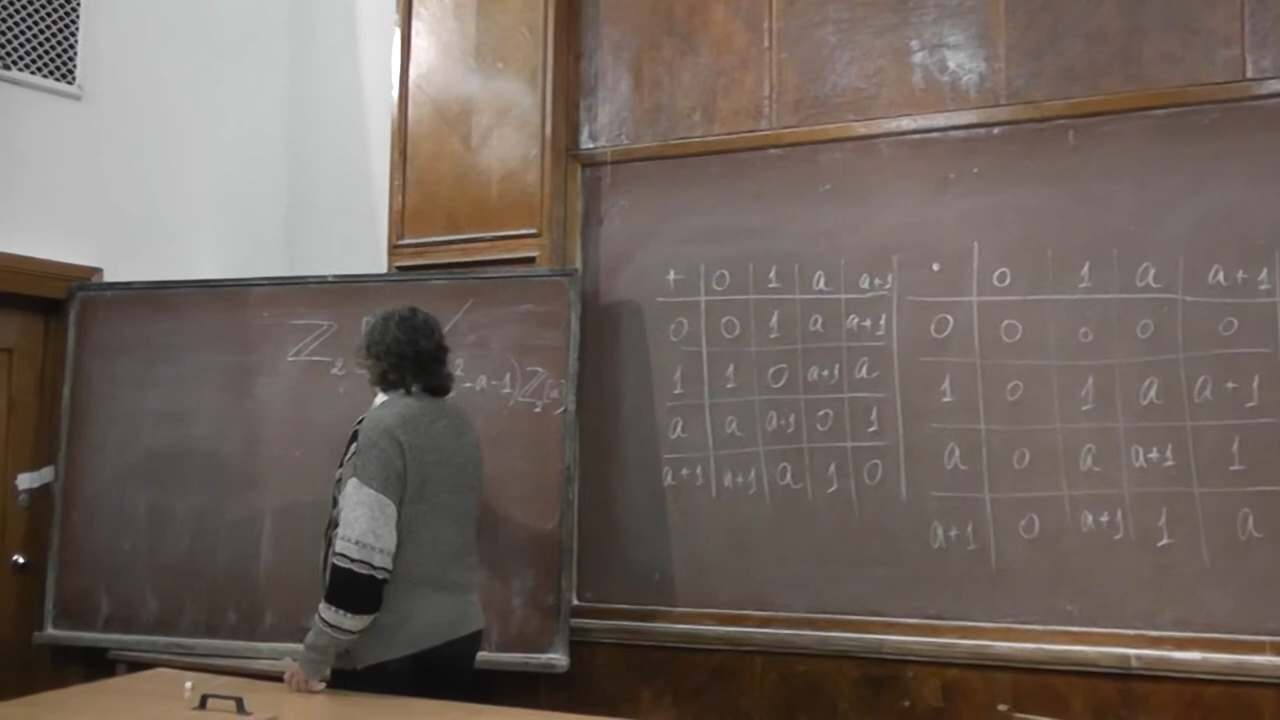 ℤ₂
²-a-1)ℤ₂[a]
+ 0 1 a a+1
0 0 1 a a+1
1 1 0 a+1 a
a a a+1 0 1
a+1 a+1 a 1 0
· 0 1 a a+1
0 0 0 0 0
1 0 1 a a+1
a 0 a a+1 1
a+1 0 a+1 1 a